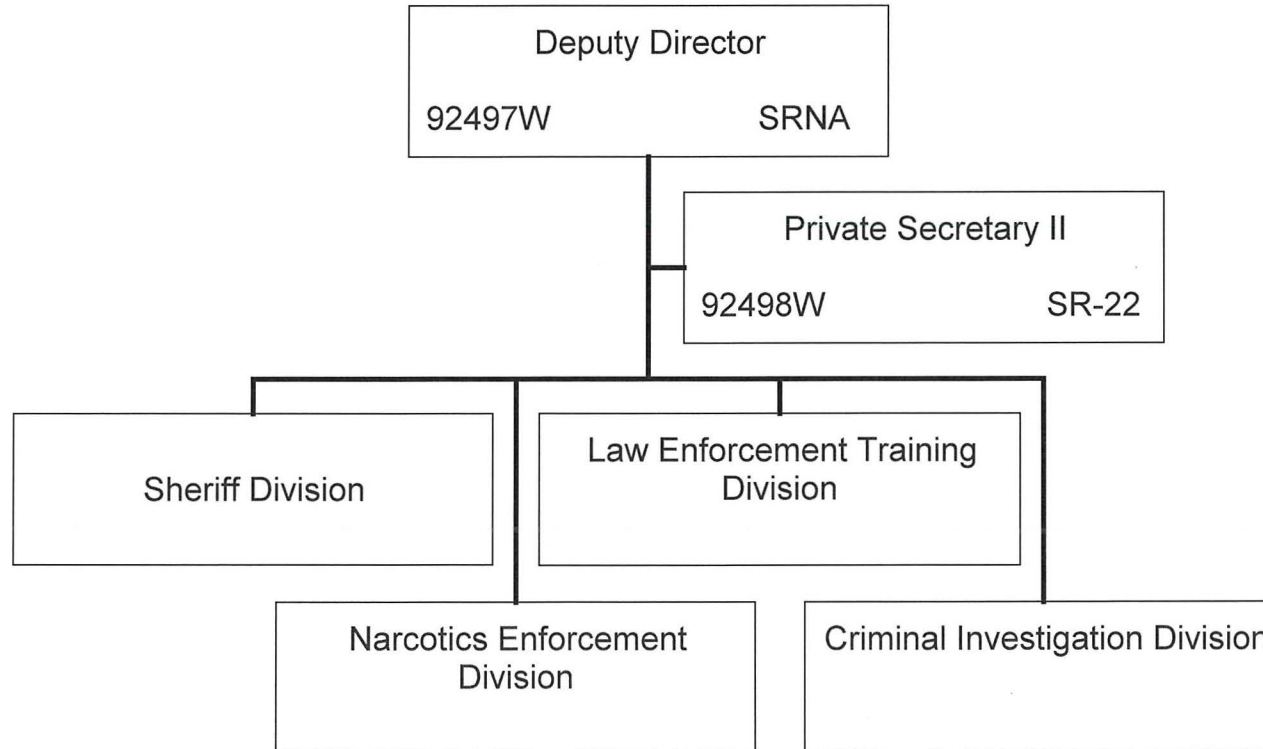 Deputy Director
92497W SRNA
Private Secretary II
92498W SR-22
Sheriff Division
Law Enforcement Training
Division
Narcotics Enforcement
Division
Criminal Investigation Division